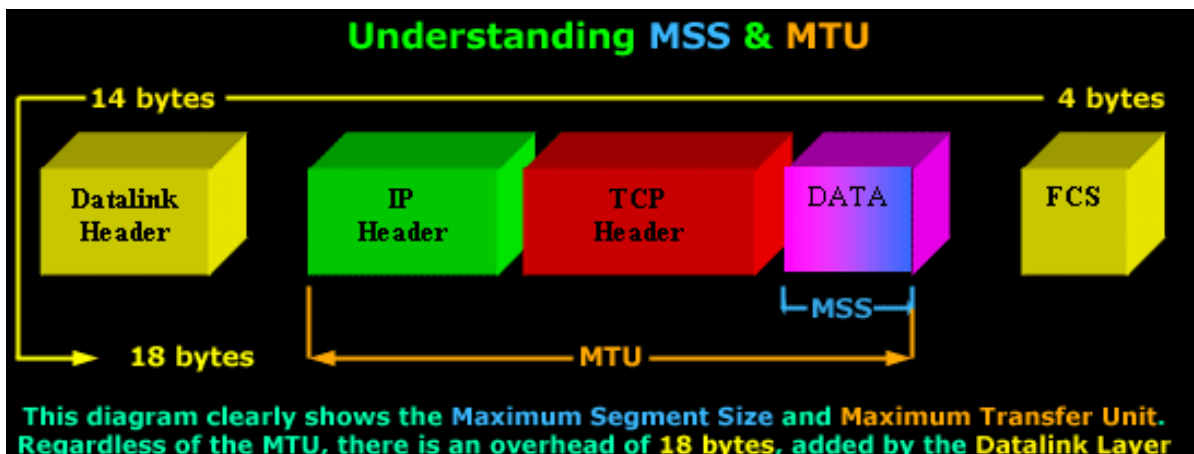 Understanding MSS & MTU
14 bytes
4 bytes
Datalink
Header
IP
Header
TCP
Header
DATA
FCS
MSS
18 bytes
MTU
This diagram clearly shows the Maximum Segment Size and Maximum Transfer Unit.
Regardless of the MTU, there is an overhead of 18 bytes, added by the Datalink Layer